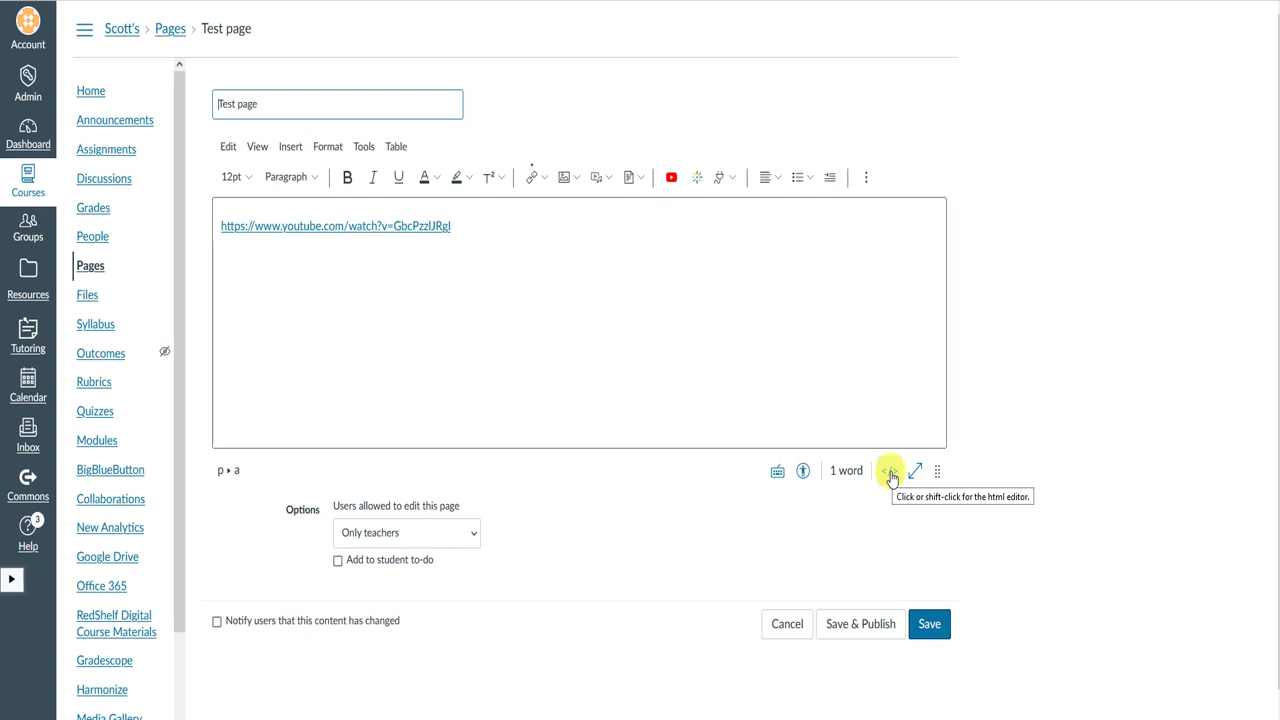 Account
Admin
Dashboard
Courses
Groups
Resources
Tutoring
Calendar
Inbox
Commons
3
Help
Scott's › Pages › Test page
Home
Announcements
Assignments
Discussions
Grades
People
Pages
Files
Syllabus
Outcomes
Rubrics
Quizzes
Modules
BigBlueButton
Collaborations
New Analytics
Google Drive
Office 365
RedShelf Digital
Course Materials
Gradescope
Harmonize
Media Gallery
Test page
Edit View Insert Format Tools Table
12pt Paragraph B I U A T²
https://www.youtube.com/watch?v=GbcPzzIJRgI
p ▸ a
1 word </>
Click or shift-click for the html editor.
Options
Users allowed to edit this page
Only teachers
Add to student to-do
Notify users that this content has changed
Cancel Save & Publish Save